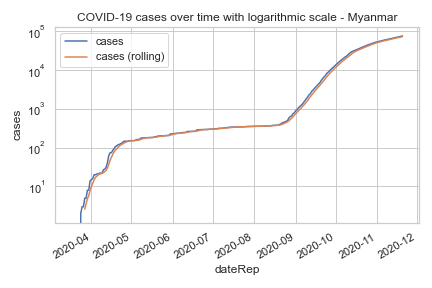 COVID-19 cases over time with logarithmic scale - Myanmar
cases
cases (rolling)
10^5
10^4
10^3
10^2
10^1
cases
2020-04
2020-05
2020-06
2020-07
2020-08
2020-09
2020-10
2020-11
2020-12
dateRep